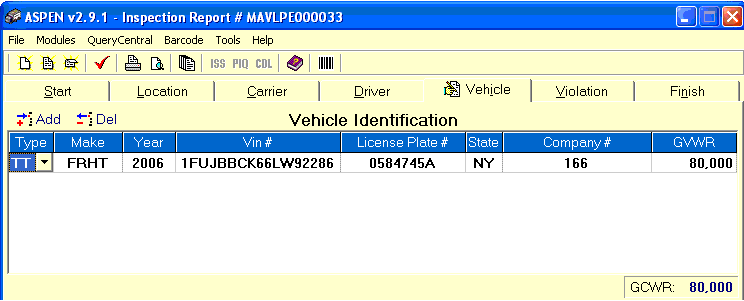 ASPEN v2.9.1 - Inspection Report # MAVLPE000033
File Modules QueryCentral Barcode Tools Help
ISS PIQ CDL
Start Location Carrier Driver Vehicle Violation Finish
Add Del Vehicle Identification
Type Make Year Vin # License Plate # State Company # GVWR
TT FRHT 2006 1FUJBBCK66LW92286 0584745A NY 166 80,000
GCWR: 80,000